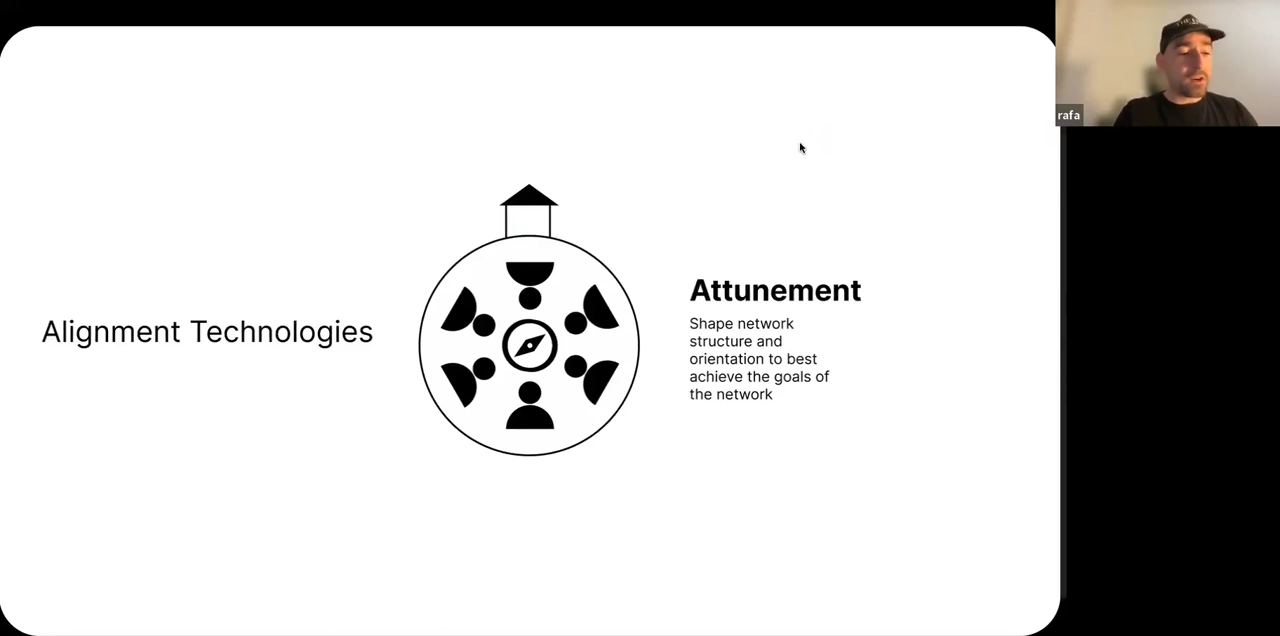 rafa
Alignment Technologies
Attunement
Shape network
structure and
orientation to best
achieve the goals of
the network